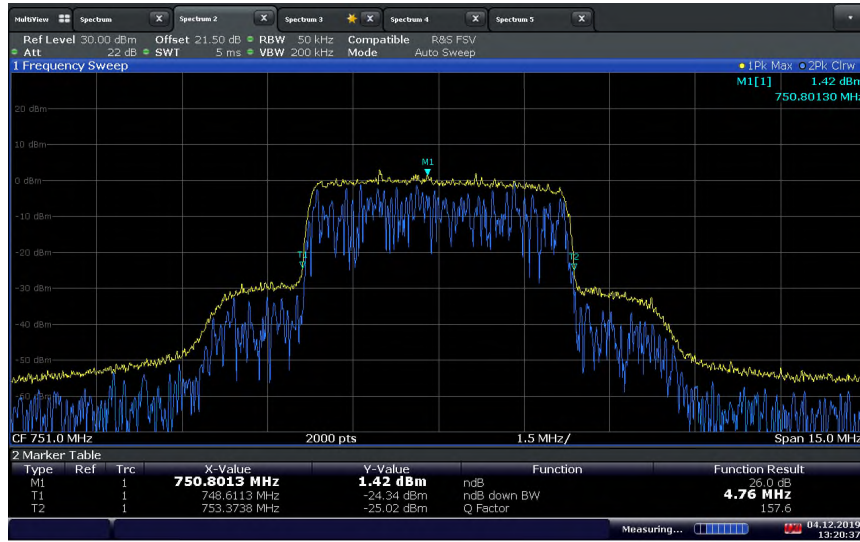 MultiView Spectrum X Spectrum 2 X Spectrum 3 X Spectrum 4 X Spectrum 5 X
Ref Level 30.00 dBm Offset 21.50 dB RBW 50 kHz Compatible R&S FSV
Att 22 dB SWT 5 ms VBW 200 kHz Mode Auto Sweep
1 Frequency Sweep 1Pk Max 2Pk Clrw
M1[1] 1.42 dBm
750.80130 MHz
20 dBm
10 dBm
M1
0 dBm
-10 dBm
-20 dBm
T1 T2
-30 dBm
-40 dBm
-50 dBm
-60 dBm
CF 751.0 MHz 2000 pts 1.5 MHz/ Span 15.0 MHz
2 Marker Table
Type Ref Trc X-Value Y-Value Function Function Result
M1 1 750.8013 MHz 1.42 dBm ndB 26.0 dB
T1 1 748.6113 MHz -24.34 dBm ndB down BW 4.76 MHz
T2 1 753.3738 MHz -25.02 dBm Q Factor 157.6
Measuring... 04.12.2019
13:20:37